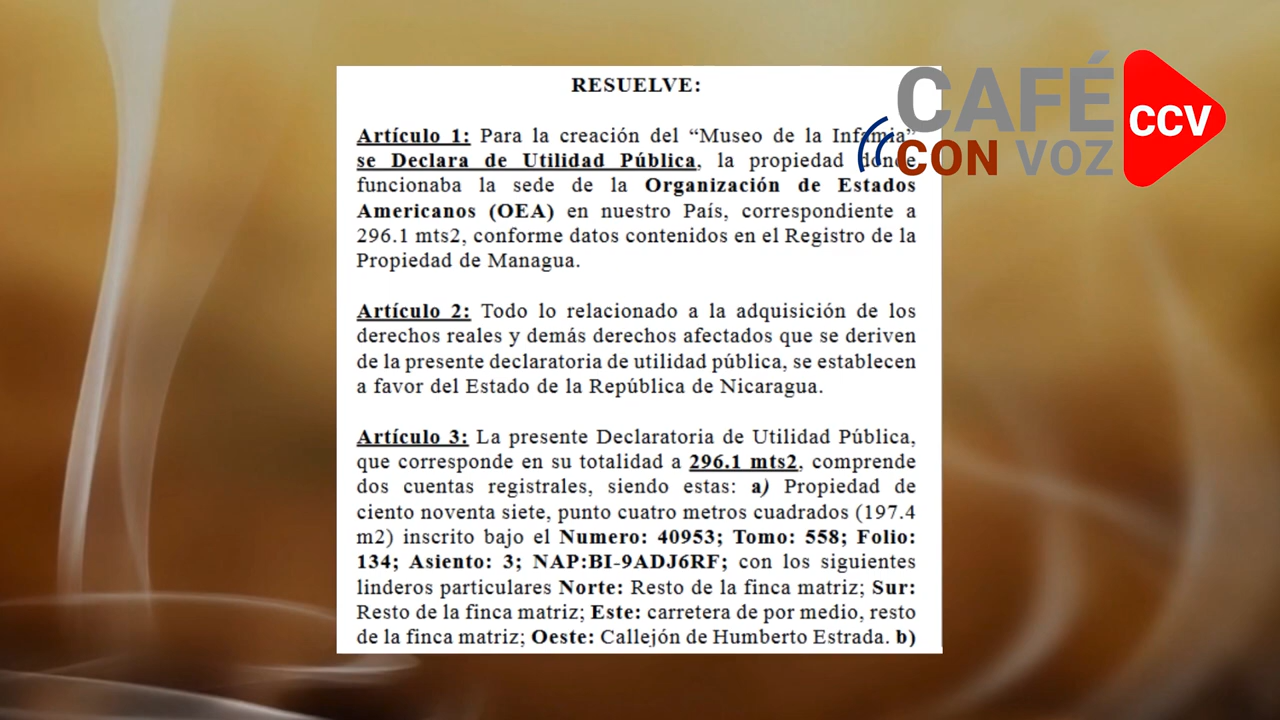 RESUELVE:
Artículo 1: Para la creación del “Museo de la Infamia”
se Declara de Utilidad Pública, la propiedad donde
funcionaba la sede de la Organización de Estados
Americanos (OEA) en nuestro País, correspondiente a
296.1 mts2, conforme datos contenidos en el Registro de la
Propiedad de Managua.
Artículo 2: Todo lo relacionado a la adquisición de los
derechos reales y demás derechos afectados que se deriven
de la presente declaratoria de utilidad pública, se establecen
a favor del Estado de la República de Nicaragua.
Artículo 3: La presente Declaratoria de Utilidad Pública,
que corresponde en su totalidad a 296.1 mts2, comprende
dos cuentas registrales, siendo estas: a) Propiedad de
ciento noventa siete, punto cuatro metros cuadrados (197.4
m2) inscrito bajo el Numero: 40953; Tomo: 558; Folio:
134; Asiento: 3; NAP:BI-9ADJ6RF; con los siguientes
linderos particulares Norte: Resto de la finca matriz; Sur:
Resto de la finca matriz; Este: carretera de por medio, resto
de la finca matriz; Oeste: Callejón de Humberto Estrada. b)
CAFÉ
CON VOZ
CCV